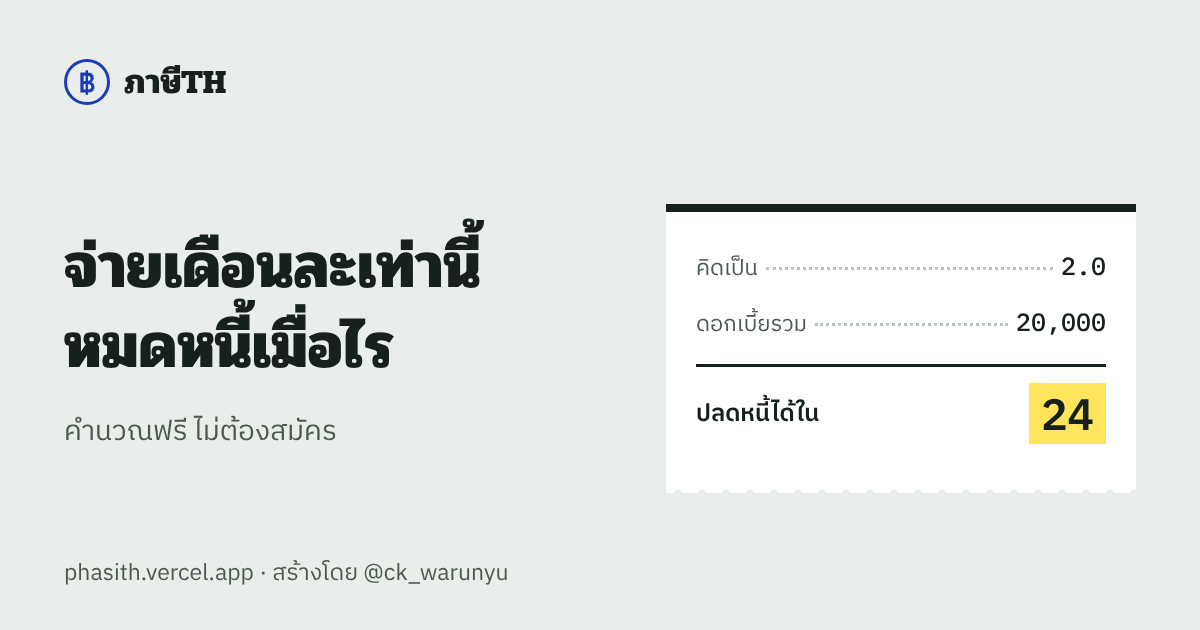 ฿ ภาษีTH
จ่ายเดือนละเท่านี้
หมดหนี้เมื่อไร
คำนวณฟรี ไม่ต้องสมัคร
คิดเป็น 2.0
ดอกเบี้ยรวม 20,000
ปลดหนี้ได้ใน 24
phasith.vercel.app · สร้างโดย @ck_warunyu